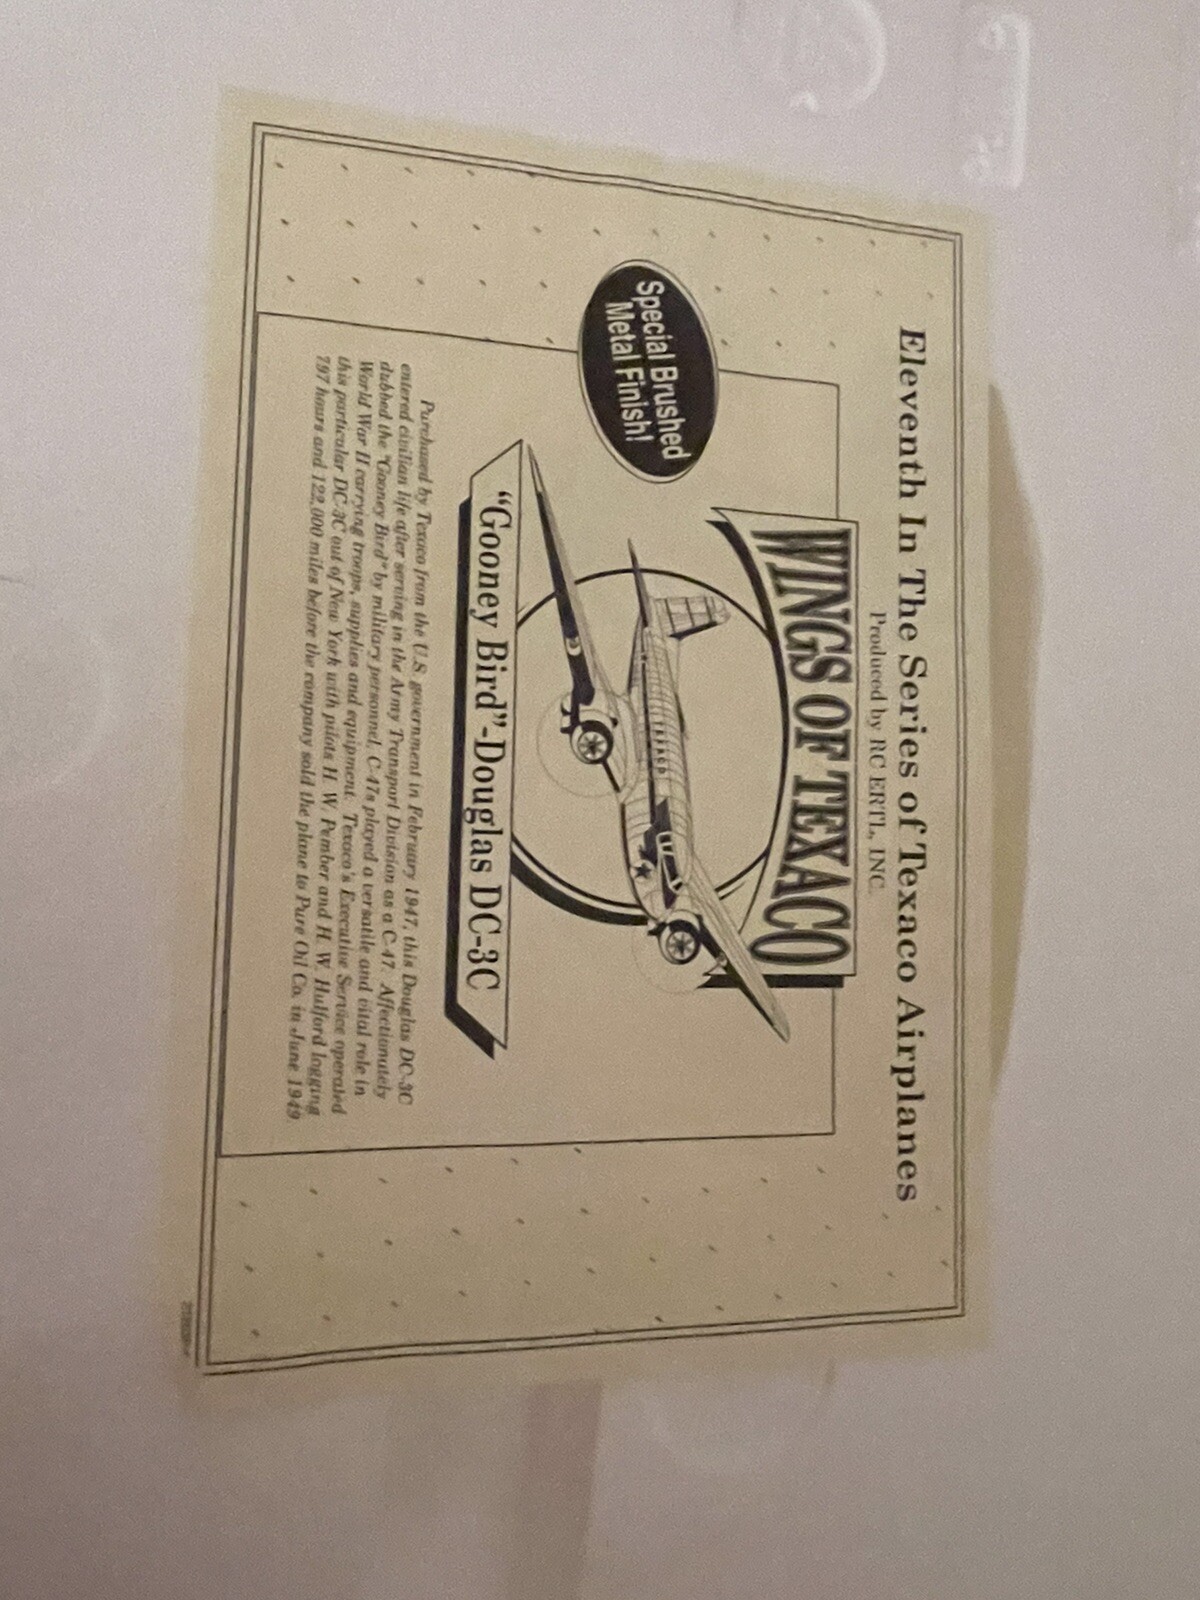 Eleventh In The Series of Texaco Airplanes
Produced by RC ERTL, INC.
WINGS OF TEXACO
Special Brushed
Metal Finish!
TEXACO
"Gooney Bird"-Douglas DC-3C
Purchased by Texaco from the U.S. government in February 1947, this Douglas DC-3C
entered civilian life after serving in the Army Transport Division as a C-47. Affectionately
dubbed the "Gooney Bird" by military personnel, C-47s played a versatile and vital role in
World War II carrying troops, supplies and equipment. Texaco's Executive Service operated
this particular DC-3C out of New York with pilots H. W. Pember and H. W. Hulford logging
797 hours and 122,000 miles before the company sold the plane to Pure Oil Co. in June 1949.